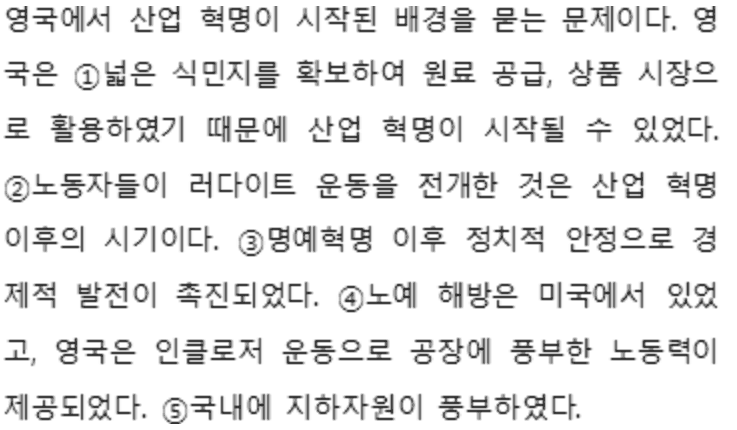 영국에서 산업 혁명이 시작된 배경을 묻는 문제이다. 영
국은 ①넓은 식민지를 확보하여 원료 공급, 상품 시장으
로 활용하였기 때문에 산업 혁명이 시작될 수 있었다.
②노동자들이 러다이트 운동을 전개한 것은 산업 혁명
이후의 시기이다. ③명예혁명 이후 정치적 안정으로 경
제적 발전이 촉진되었다. ④노예 해방은 미국에서 있었
고, 영국은 인클로저 운동으로 공장에 풍부한 노동력이
제공되었다. ⑤국내에 지하자원이 풍부하였다.